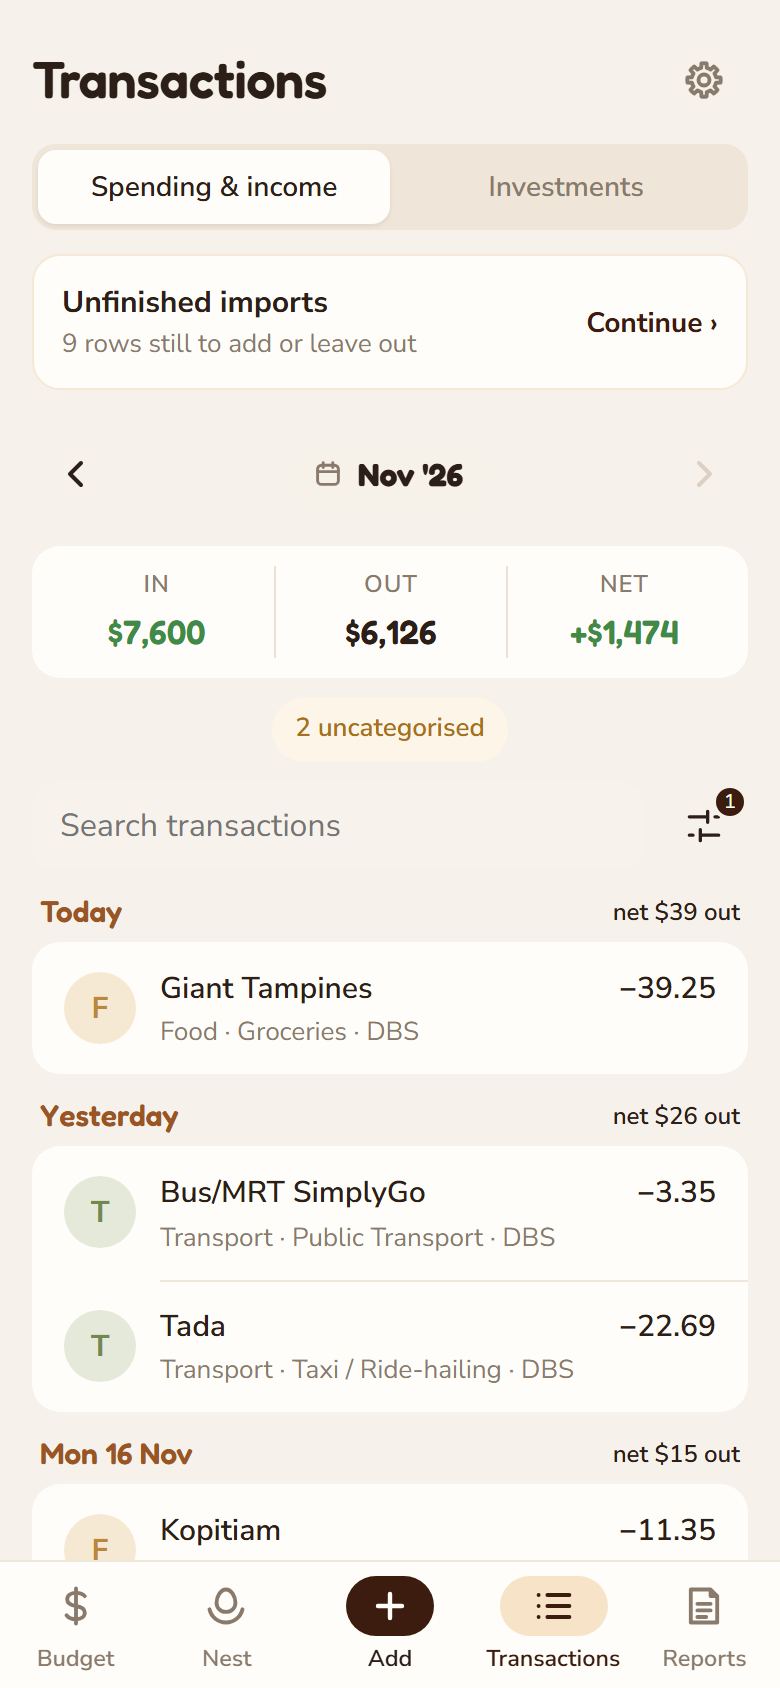 Transactions
Spending & income
Investments
Unfinished imports
9 rows still to add or leave out
Continue ›
Nov '26
IN
OUT
NET
$7,600
$6,126
+$1,474
2 uncategorised
Search transactions
1
Today
net $39 out
F
Giant Tampines
−39.25
Food · Groceries · DBS
Yesterday
net $26 out
T
Bus/MRT SimplyGo
−3.35
Transport · Public Transport · DBS
T
Tada
−22.69
Transport · Taxi / Ride-hailing · DBS
Mon 16 Nov
net $15 out
F
Kopitiam
−11.35
Budget
Nest
Add
Transactions
Reports